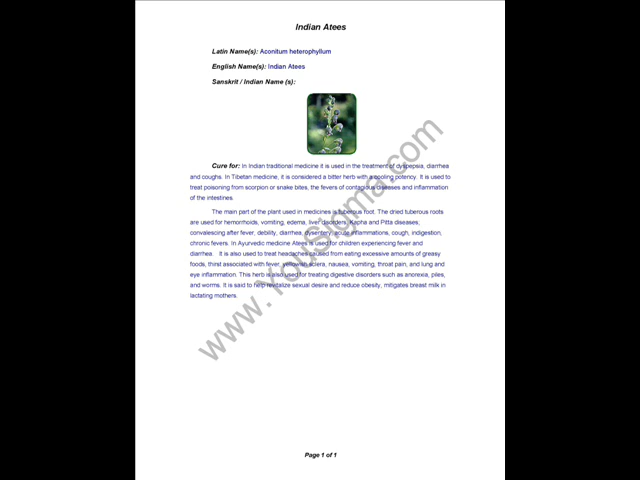 Indian Atees
Latin Name(s): Aconitum heterophyllum
English Name(s): Indian Atees
Sanskrit / Indian Name (s):
Cure for: In Indian traditional medicine it is used in the treatment of dyspepsia, diarrhea
and coughs. In Tibetan medicine, it is considered a bitter herb with a cooling potency. It is used to
treat poisoning from scorpion or snake bites, the fevers of contagious diseases and inflammation
of the intestines.
The main part of the plant used in medicines is tuberous root. The dried tuberous roots
are used for hemorrhoids, vomiting, edema, liver disorders, Kapha and Pitta diseases,
convalescing after fever, debility, diarrhea, dysentery, acute inflammations, cough, indigestion,
chronic fevers. In Ayurvedic medicine Atees is used for children experiencing fever and
diarrhea. It is also used to treat headaches caused from eating excessive amounts of greasy
foods, thirst associated with fever, yellowish sclera, nausea, vomiting, throat pain, and lung and
eye inflammation. This herb is also used for treating digestive disorders such as anorexia, piles,
and worms. It is said to help revitalize sexual desire and reduce obesity, mitigates breast milk in
lactating mothers.
www.YouSigma.com
Page 1 of 1